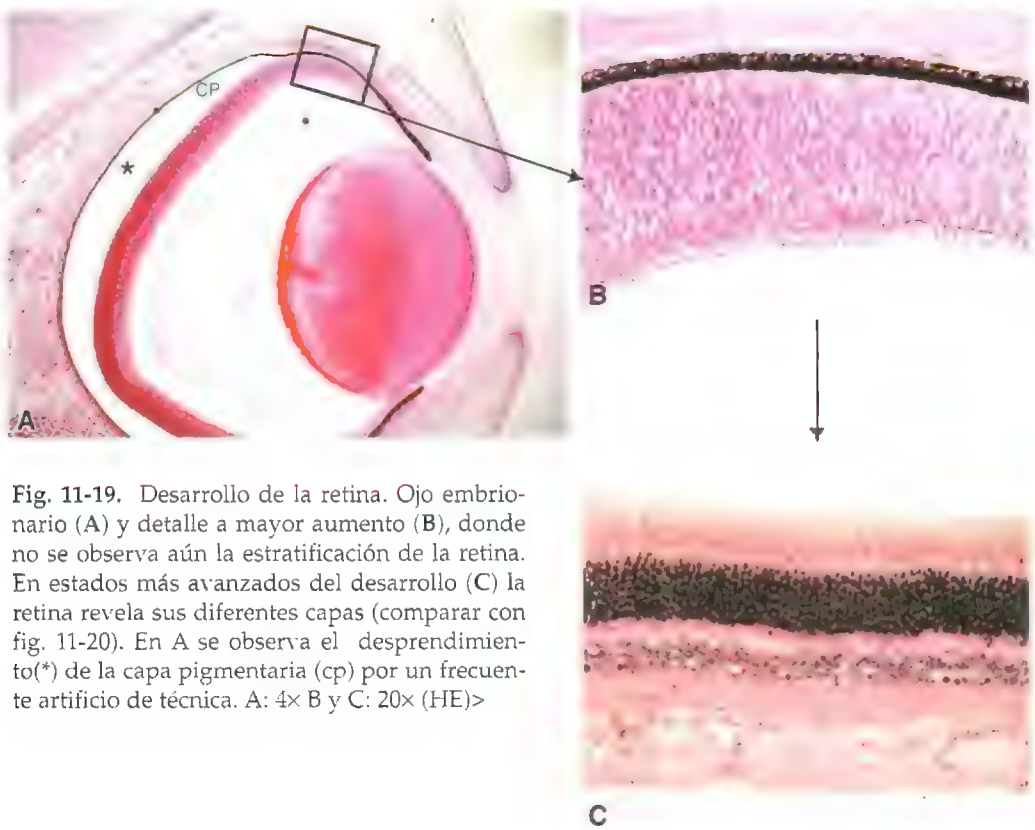 CP
*
A
B
Fig. 11-19. Desarrollo de la retina. Ojo embrio-
nario (A) y detalle a mayor aumento (B), donde
no se observa aún la estratificación de la retina.
En estados más avanzados del desarrollo (C) la
retina revela sus diferentes capas (comparar con
fig. 11-20). En A se observa el desprendimien-
to(*) de la capa pigmentaria (cp) por un frecuen-
te artificio de técnica. A: 4× B y C: 20× (HE)>
C